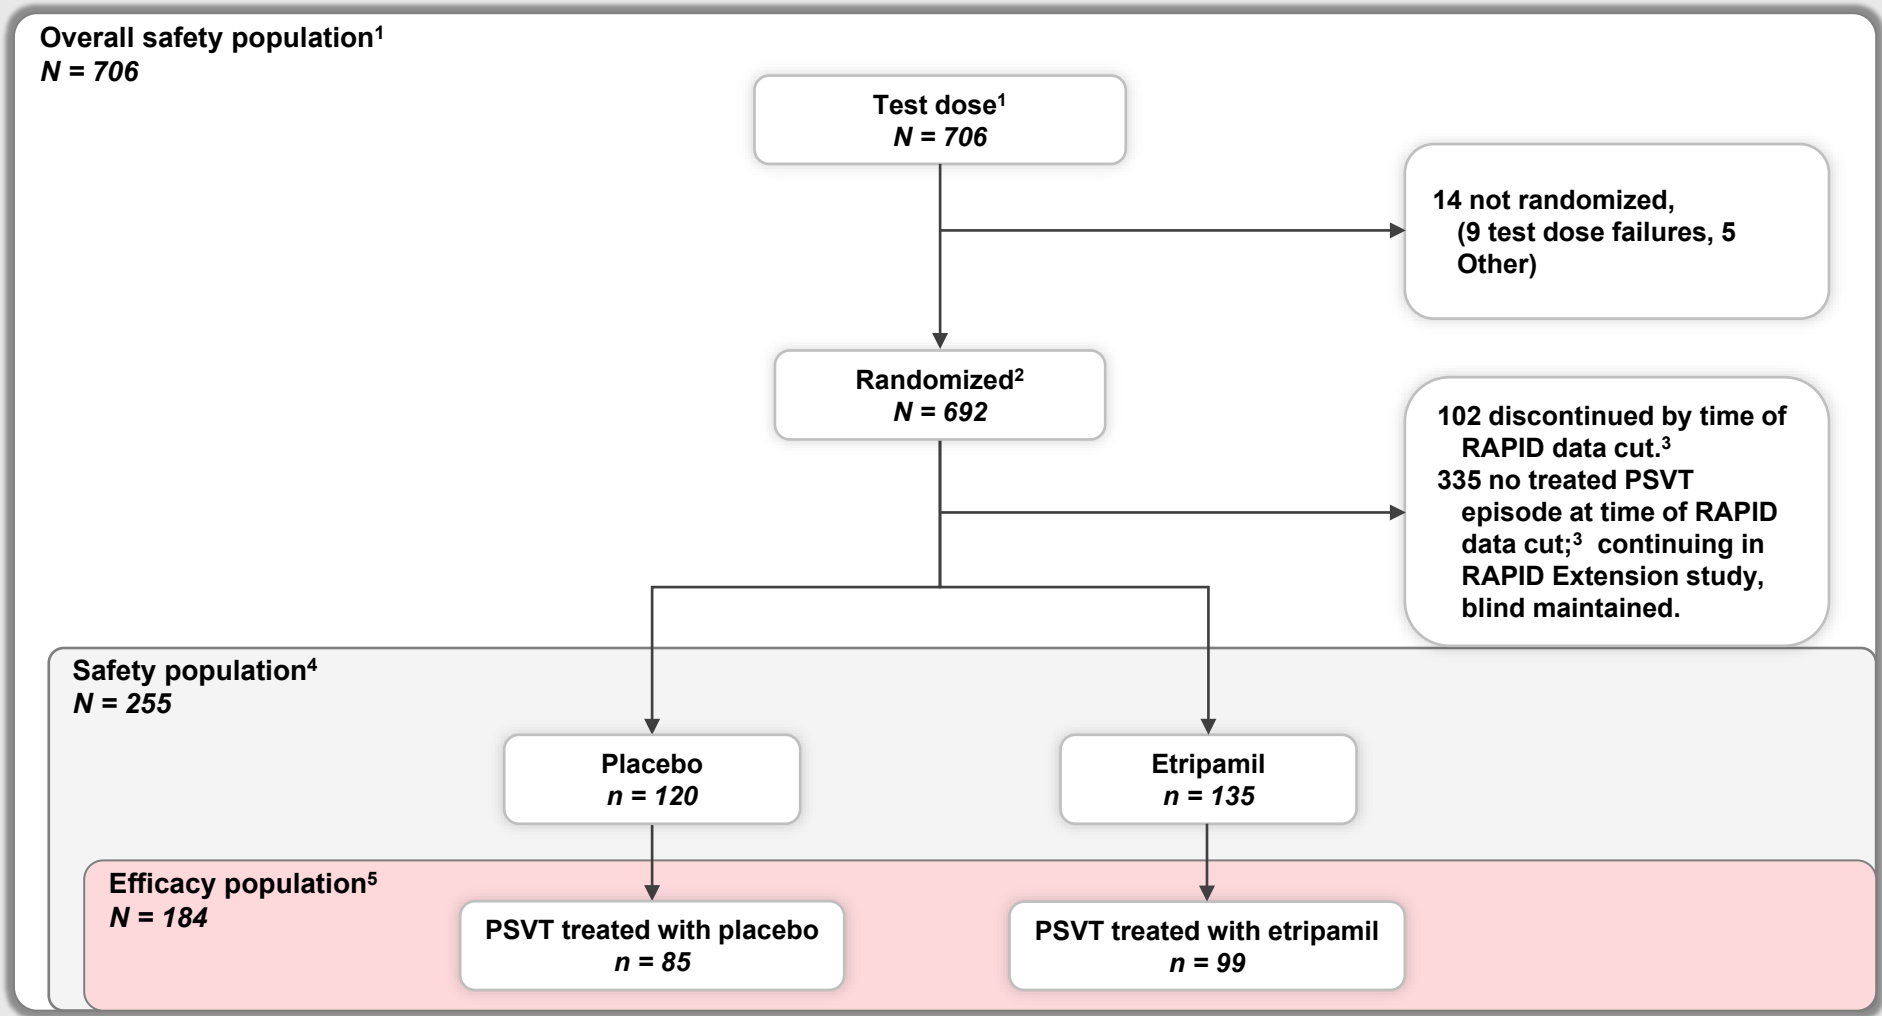 Overall safety population¹
N = 706
Test dose¹
N = 706
14 not randomized,
(9 test dose failures, 5
Other)
Randomized²
N = 692
102 discontinued by time of
RAPID data cut.³
335 no treated PSVT
episode at time of RAPID
data cut;³ continuing in
RAPID Extension study,
blind maintained.
Safety population⁴
N = 255
Placebo
n = 120
Etripamil
n = 135
Efficacy population⁵
N = 184
PSVT treated with placebo
n = 85
PSVT treated with etripamil
n = 99